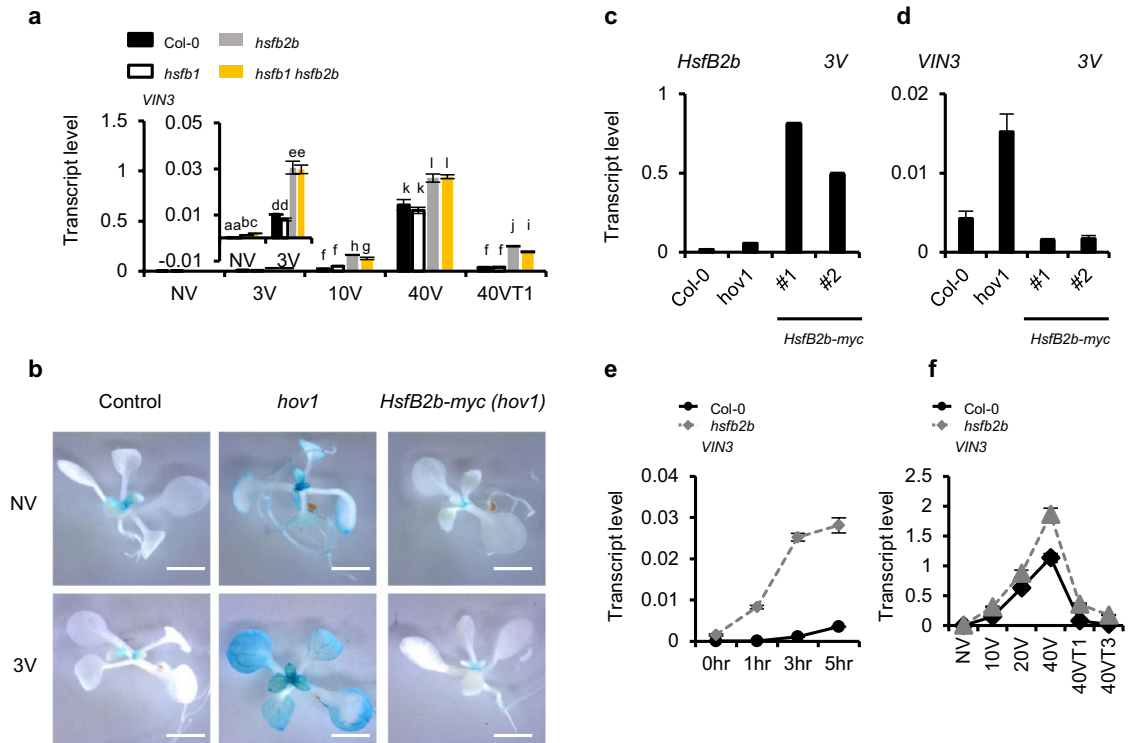 a
Col-0 hsfb2b
hsfb1 hsfb1 hsfb2b
VIN3
Transcript level
1.5
1
0.5
0
0.05
0.03
0.01
-0.01
aa bc dd ee
NV 3V
f f h g
k k l l
f f j i
NV 3V 10V 40V 40VT1
b
Control hov1 HsfB2b-myc (hov1)
NV
3V
c
HsfB2b 3V
Transcript level
1
0.5
0
Col-0 hov1 #1 #2
HsfB2b-myc
d
VIN3 3V
0.02
0.01
0
Col-0 hov1 #1 #2
HsfB2b-myc
e
Col-0
hsfb2b
VIN3
Transcript level
0.04
0.03
0.02
0.01
0
0hr 1hr 3hr 5hr
f
Col-0
hsfb2b
VIN3
Transcript level
2.5
2
1.5
1
0.5
0
NV 10V 20V 40V 40VT1 40VT3